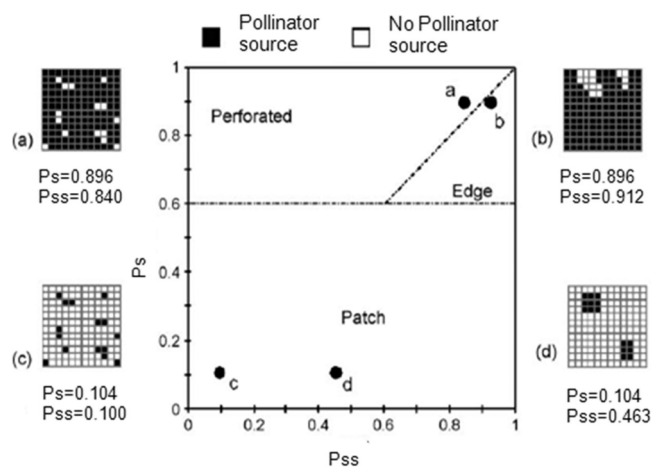 Pollinator source
No Pollinator source
(a)
Ps=0.896
Pss=0.840
(b)
Ps=0.896
Pss=0.912
(c)
Ps=0.104
Pss=0.100
(d)
Ps=0.104
Pss=0.463
Ps
1
0.8
0.6
0.4
0.2
0
Perforated
a
b
Edge
Patch
c
d
0
0.2
0.4
0.6
0.8
1
Pss